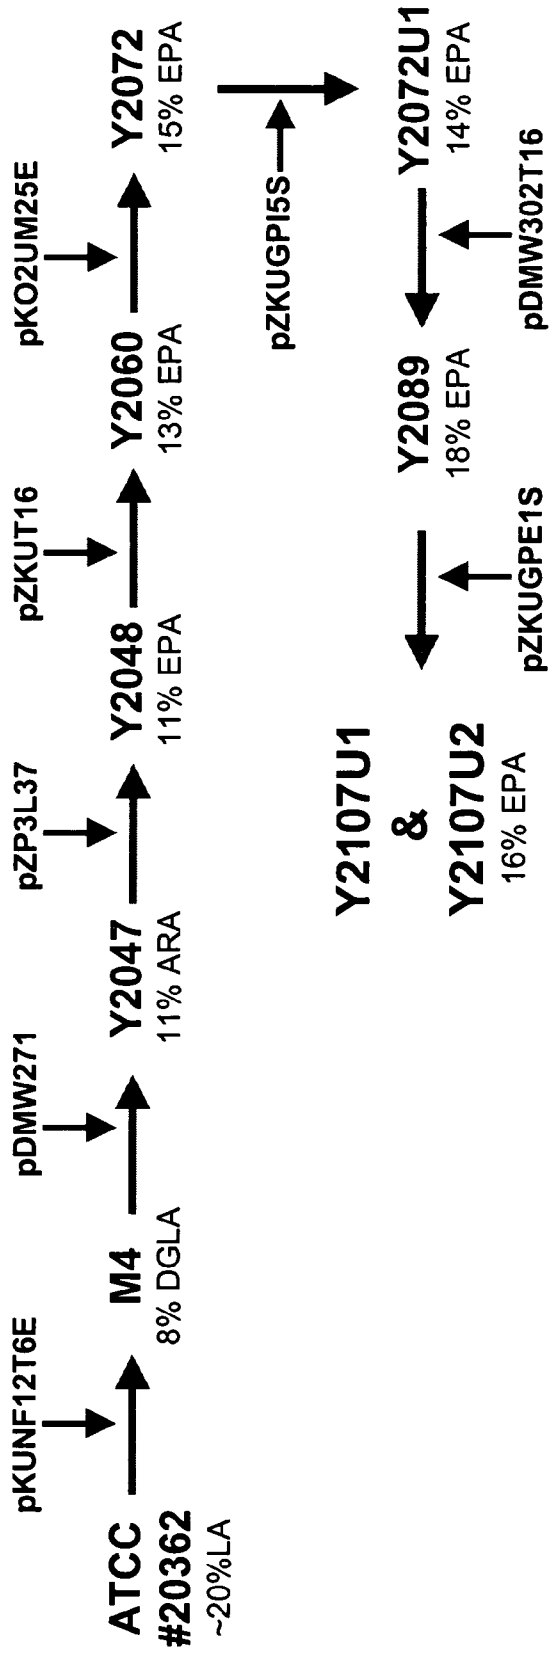 pKUNF12T6E
pDMW271
pZP3L37
pZKUT16
pKO2UM25E
ATCC
#20362
~20%LA
M4
8% DGLA
Y2047
11% ARA
Y2048
11% EPA
Y2060
13% EPA
Y2072
15% EPA
pZKUGPI5S
Y2072U1
14% EPA
pDMW302T16
Y2089
18% EPA
pZKUGPE1S
Y2107U1
&
Y2107U2
16% EPA